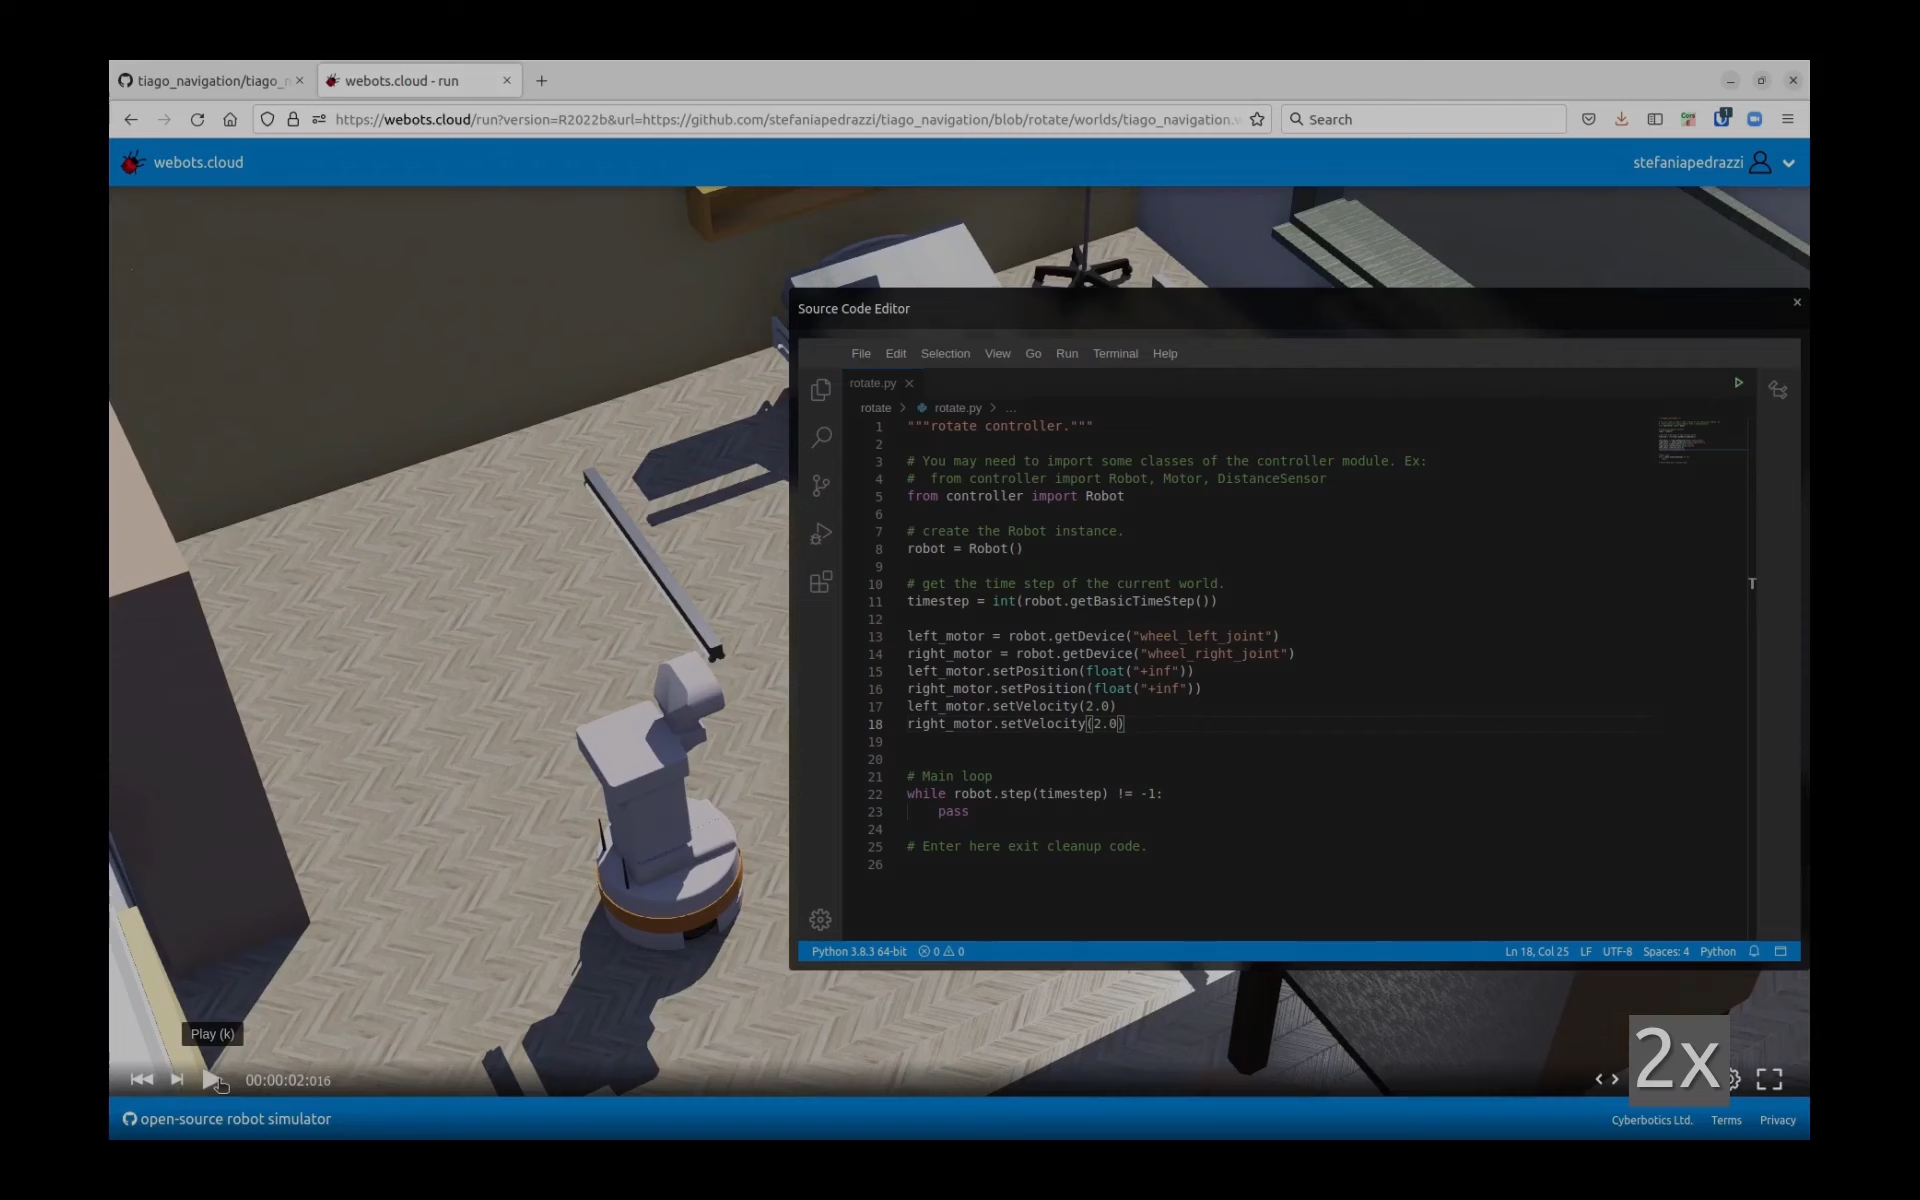 tiago_navigation/tiago_n
webots.cloud - run
https://webots.cloud/run?version=R2022b&url=https://github.com/stefaniapedrazzi/tiago_navigation/blob/rotate/worlds/tiago_navigation.w
Search
webots.cloud
stefaniapedrazzi
Source Code Editor
File Edit Selection View Go Run Terminal Help
rotate.py
rotate > rotate.py > ...
1 """rotate controller."""
2
3 # You may need to import some classes of the controller module. Ex:
4 #  from controller import Robot, Motor, DistanceSensor
5 from controller import Robot
6
7 # create the Robot instance.
8 robot = Robot()
9
10 # get the time step of the current world.
11 timestep = int(robot.getBasicTimeStep())
12
13 left_motor = robot.getDevice("wheel_left_joint")
14 right_motor = robot.getDevice("wheel_right_joint")
15 left_motor.setPosition(float("+inf"))
16 right_motor.setPosition(float("+inf"))
17 left_motor.setVelocity(2.0)
18 right_motor.setVelocity(2.0)
19
20
21 # Main loop
22 while robot.step(timestep) != -1:
23     pass
24
25 # Enter here exit cleanup code.
26
Python 3.8.3 64-bit 0 0 Ln 18, Col 25 LF UTF-8 Spaces: 4 Python
Play (k)
00:00:02:016
2x
open-source robot simulator
Cyberbotics Ltd. Terms Privacy